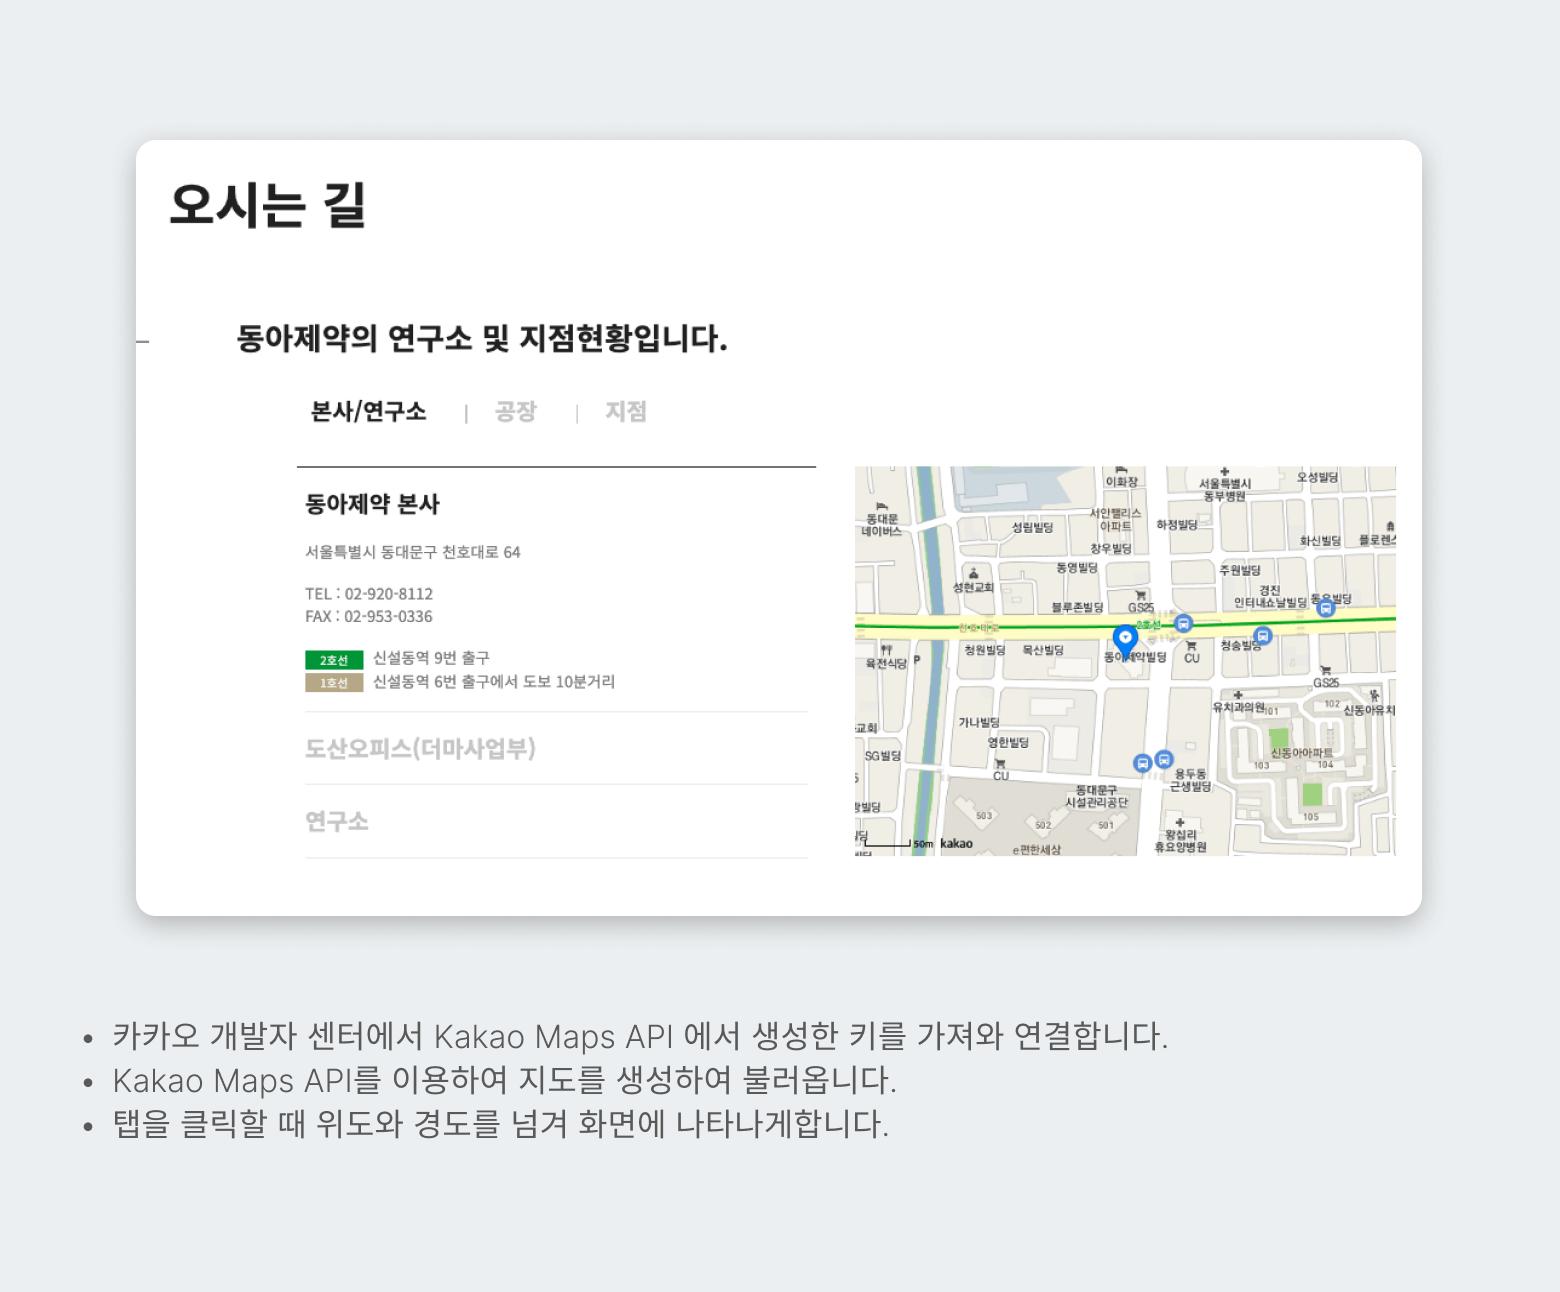 오시는 길
동아제약의 연구소 및 지점현황입니다.
본사/연구소 | 공장 | 지점
동아제약 본사
서울특별시 동대문구 천호대로 64
TEL : 02-920-8112
FAX : 02-953-0336
2호선 신설동역 9번 출구
1호선 신설동역 6번 출구에서 도보 10분거리
도산오피스(더마사업부)
연구소
이화장
서울특별시
동부병원
오성빌딩
동대문
네이버스
성림빌딩
서안팰리스
아파트
하정빌딩
창우빌딩
화신빌딩
플로렌스
동영빌딩
주원빌딩
성현교회
경진
인터내쇼날빌딩
동우빌딩
블루존빌딩
GS25
천호대로
2호선
청원빌딩
목산빌딩
동아제약빌딩
CU
청송빌딩
육전식당
P
GS25
유치과의원
101
102
신동아유치
가나빌딩
교회
영한빌딩
SG빌딩
신동아아파트
103
104
CU
용두동
근생빌딩
동대문구
시설관리공단
503
502
501
105
왕십리
휴요양병원
e편한세상
50m kakao
• 카카오 개발자 센터에서 Kakao Maps API 에서 생성한 키를 가져와 연결합니다.
• Kakao Maps API를 이용하여 지도를 생성하여 불러옵니다.
• 탭을 클릭할 때 위도와 경도를 넘겨 화면에 나타나게합니다.